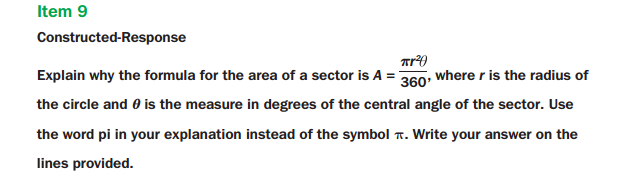 Item 9
Constructed-Response
Explain why the formula for the area of a sector is A = πr²θ/360, where r is the radius of
the circle and θ is the measure in degrees of the central angle of the sector. Use
the word pi in your explanation instead of the symbol π. Write your answer on the
lines provided.